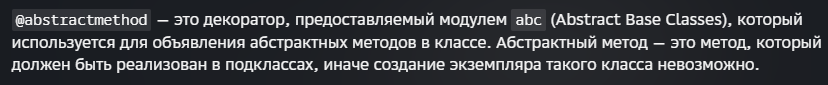 @abstractmethod — это декоратор, предоставляемый модулем abc (Abstract Base Classes), который
используется для объявления абстрактных методов в классе. Абстрактный метод — это метод, который
должен быть реализован в подклассах, иначе создание экземпляра такого класса невозможно.